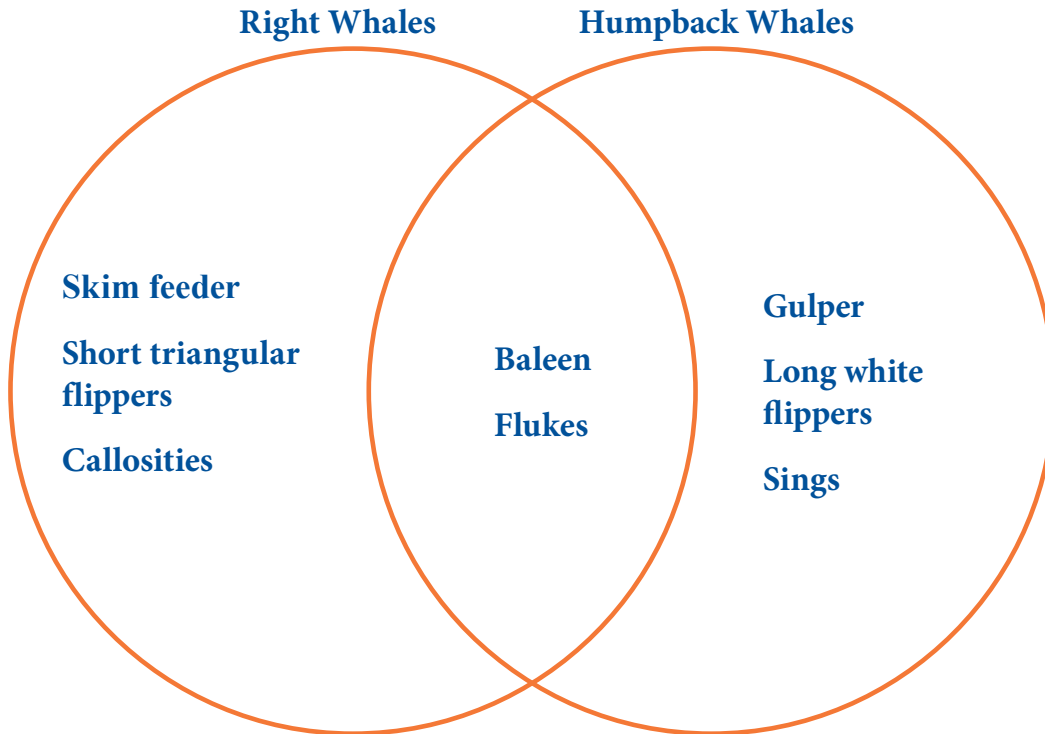 Right Whales
Humpback Whales
Skim feeder
Short triangular
flippers
Callosities
Baleen
Flukes
Gulper
Long white
flippers
Sings